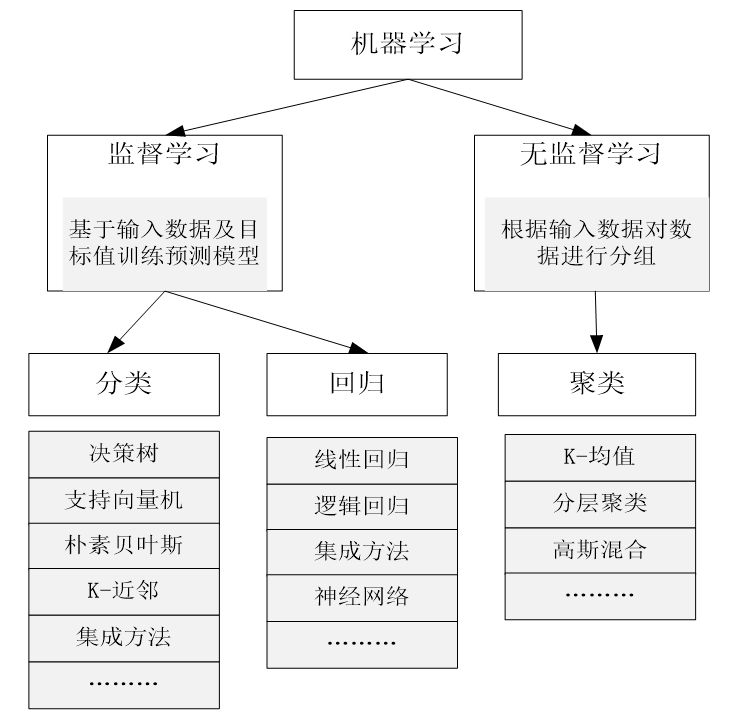 机器学习
监督学习
基于输入数据及目
标值训练预测模型
无监督学习
根据输入数据对数
据进行分组
分类
决策树
支持向量机
朴素贝叶斯
K-近邻
集成方法
………
回归
线性回归
逻辑回归
集成方法
神经网络
………
聚类
K-均值
分层聚类
高斯混合
………